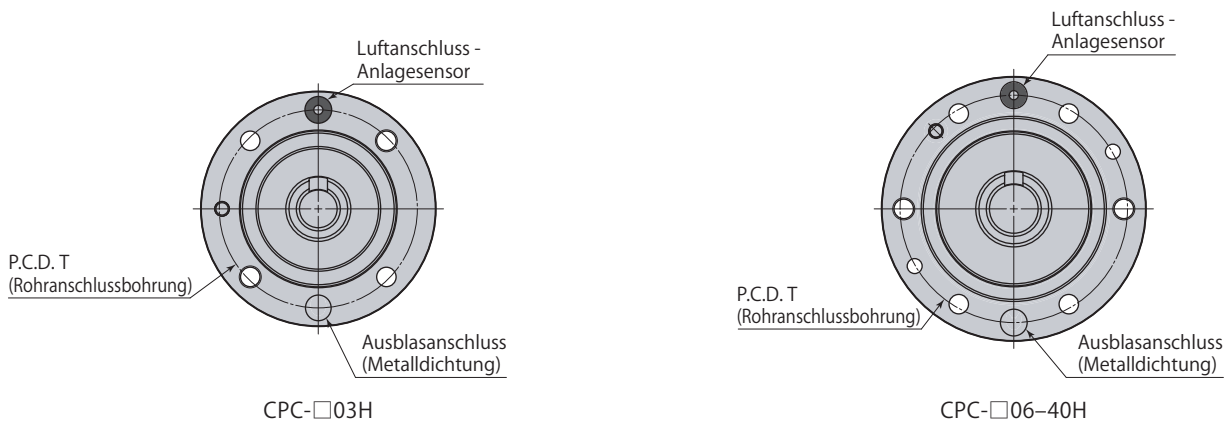 Luftanschluss -
Anlagesensor
P.C.D. T
(Rohranschlussbohrung)
Ausblasanschluss
(Metalldichtung)
CPC-□03H
Luftanschluss -
Anlagesensor
P.C.D. T
(Rohranschlussbohrung)
Ausblasanschluss
(Metalldichtung)
CPC-□06–40H